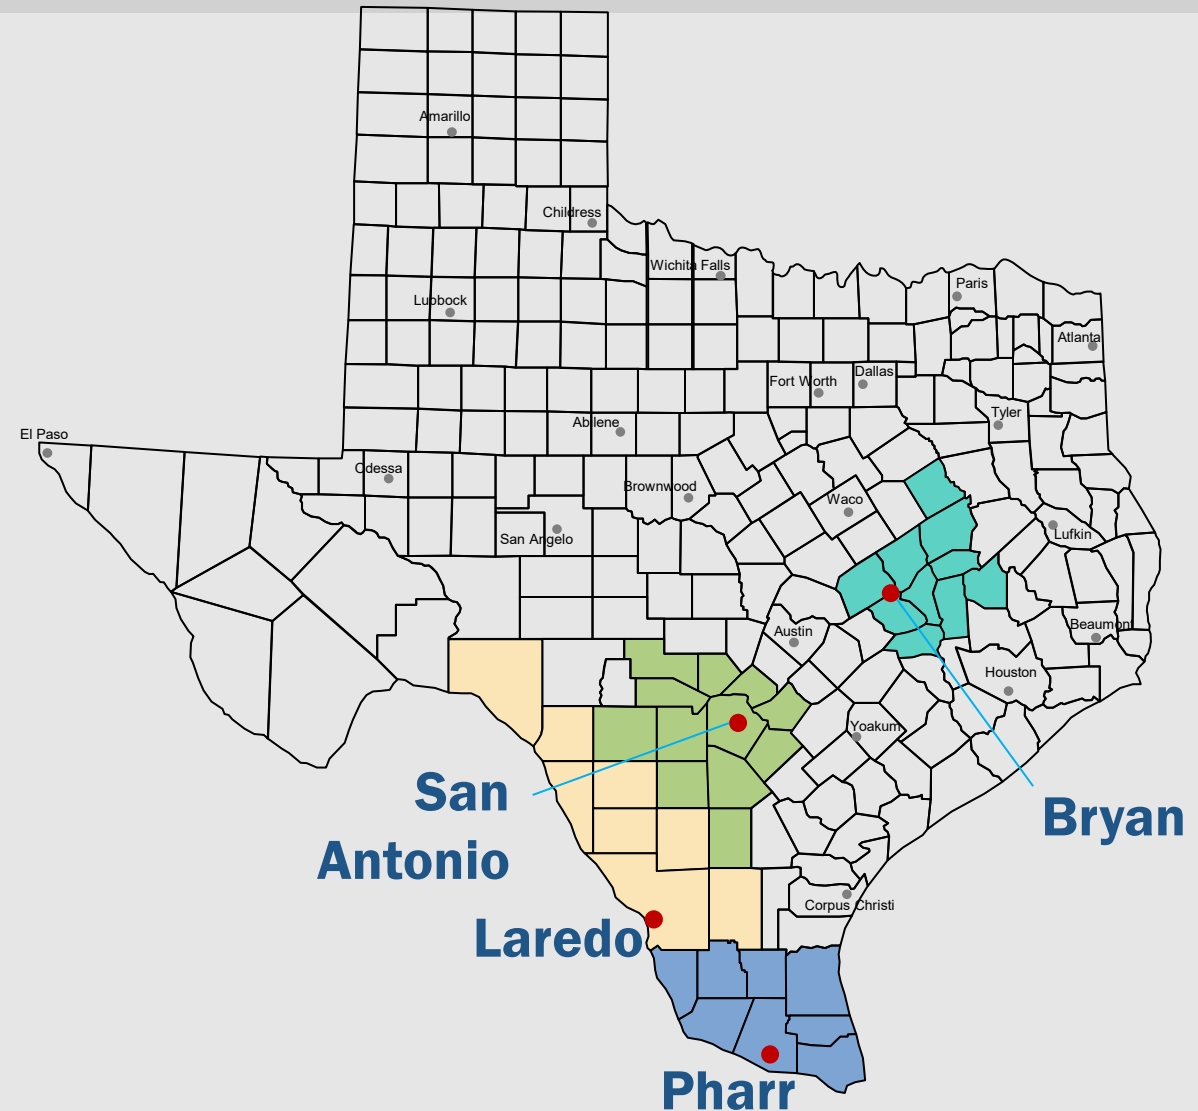 Amarillo
Childress
Wichita Falls
Paris
Lubbock
Atlanta
Fort Worth
Dallas
Tyler
Abilene
El Paso
Odessa
Brownwood
Waco
San Angelo
Lufkin
Austin
Beaumont
Houston
Yoakum
San
Antonio
Bryan
Corpus Christi
Laredo
Pharr